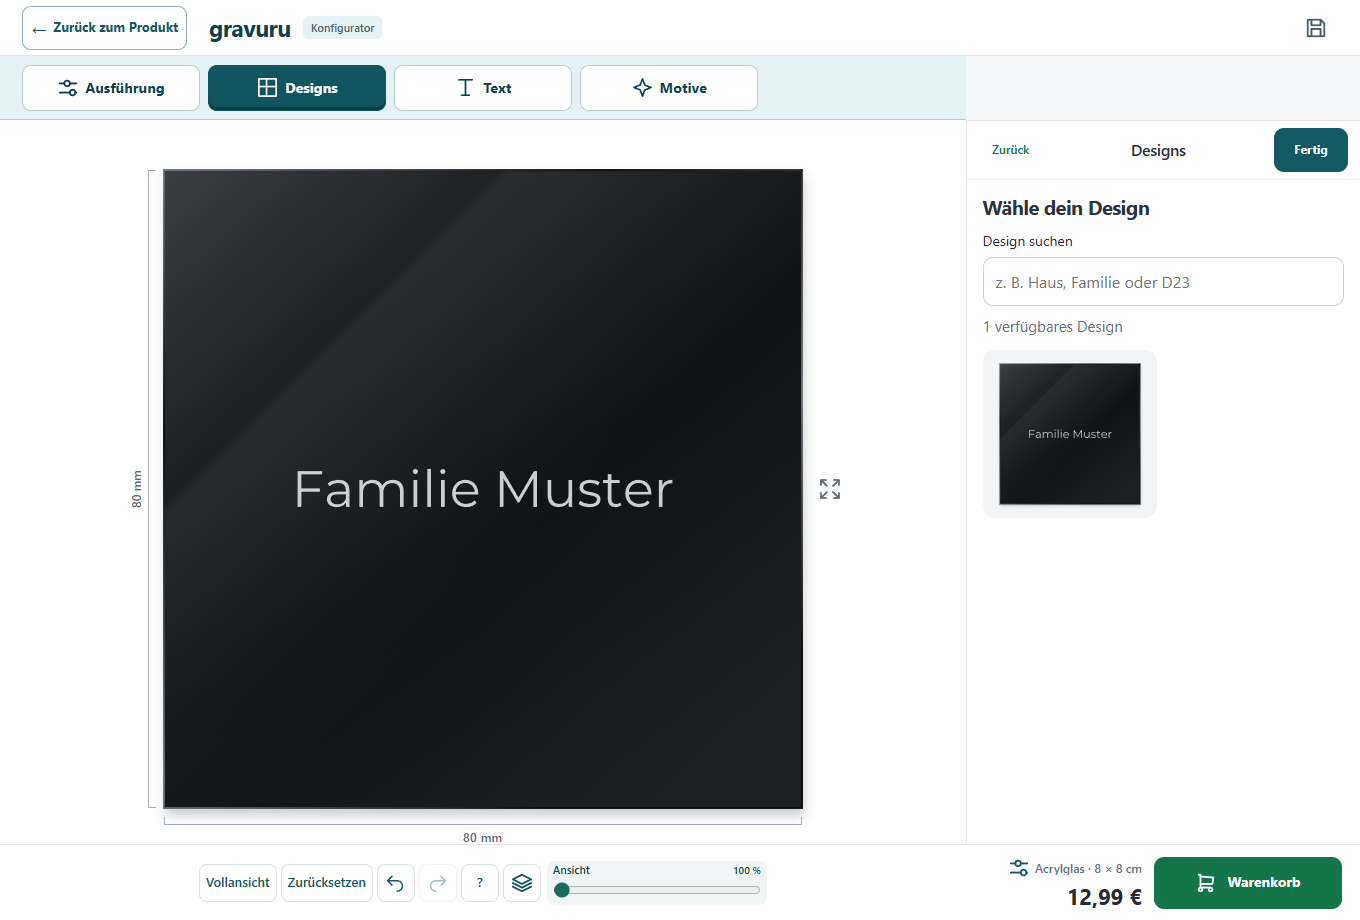 ← Zurück zum Produkt
gravuru
Konfigurator
Ausführung
Designs
Text
Motive
Zurück
Designs
Fertig
Wähle dein Design
Design suchen
z. B. Haus, Familie oder D23
1 verfügbares Design
Familie Muster
80 mm
Familie Muster
80 mm
Vollansicht
Zurücksetzen
?
Ansicht
100 %
Acrylglas · 8 × 8 cm
12,99 €
Warenkorb